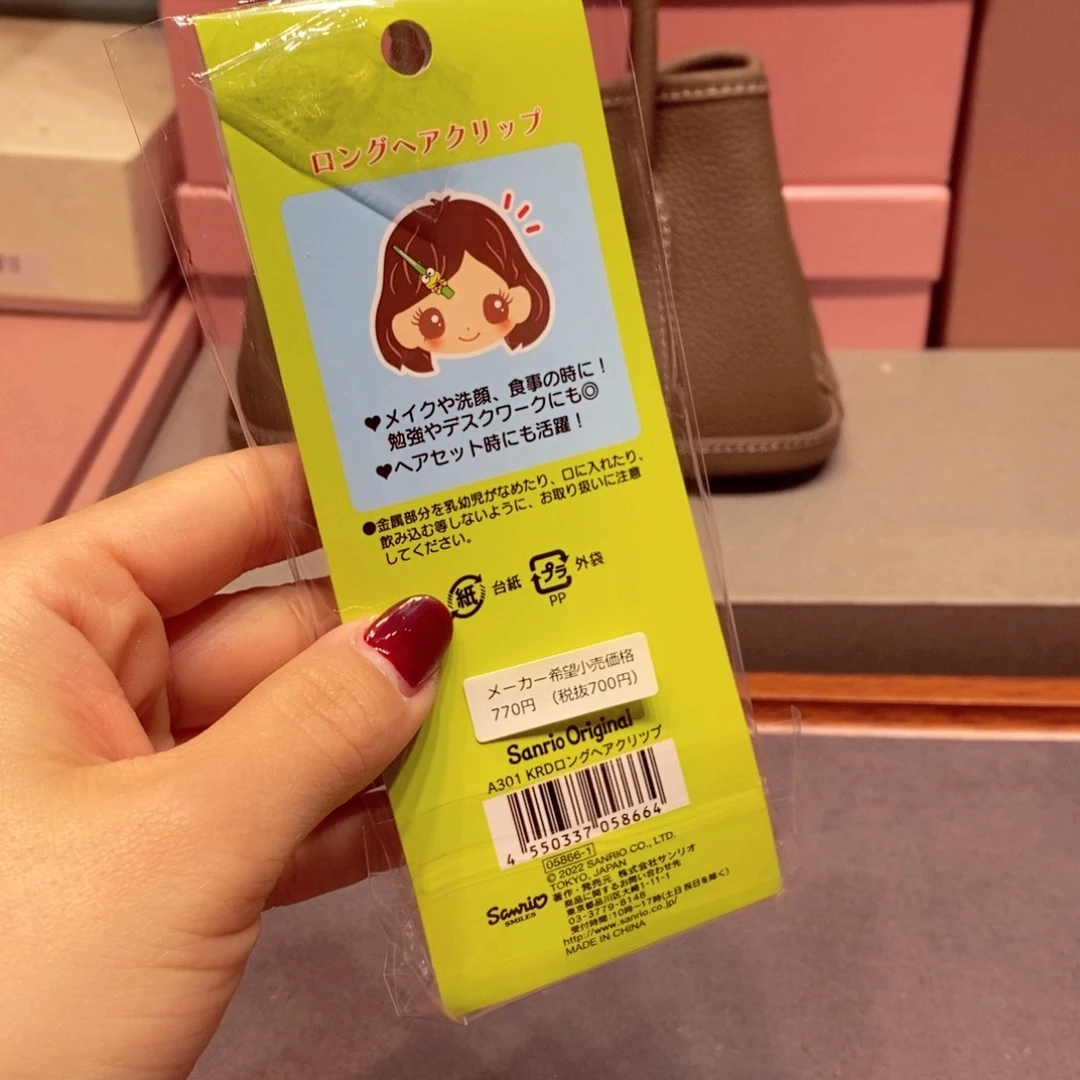 ロングヘアクリップ
♥メイクや洗顔、食事の時に！
勉強やデスクワークにも◎
♥ヘアセット時にも活躍！
●金属部分を乳幼児がなめたり、口に入れたり、
飲み込む等しないように、お取り扱いに注意
してください。
紙 台紙 プラ 外袋
PP
メーカー希望小売価格
770円 (税抜700円)
Sanrio Original
A301 KRDロングヘアクリツプ
4 550337 058664
05866-1
© 2022 SANRIO CO., LTD.
TOKYO, JAPAN
著作・発売元 株式会社サンリオ
商品に関するお問い合わせ先
東京都品川区大崎1-11-1
03-3779-8148
受付時間:10時〜17時(土日 祝日を除く)
http://www.sanrio.co.jp/
MADE IN CHINA
Sanrio
SMILES